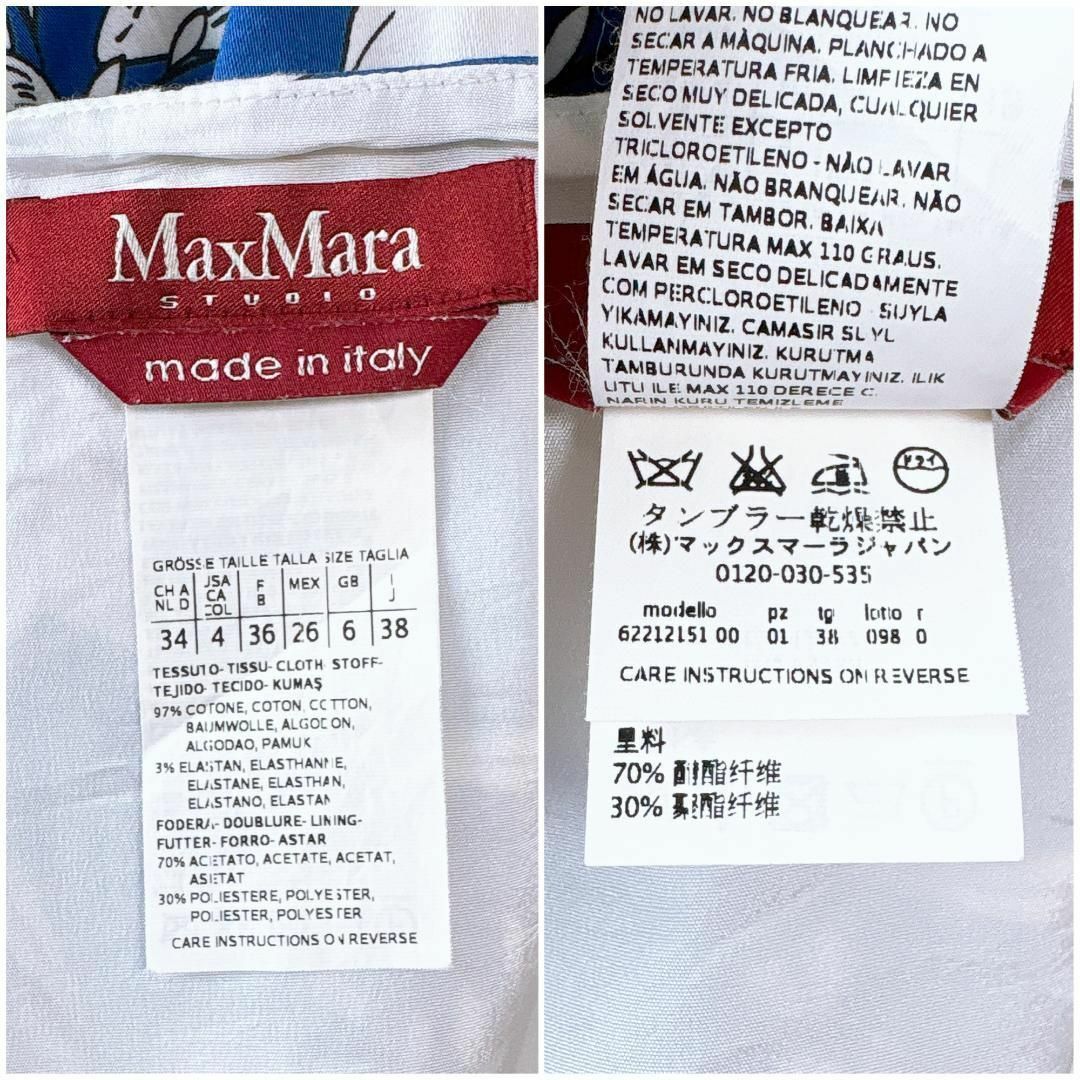 MaxMara
STUDIO
made in italy
GRÖSSE TAILLE TALLA SIZE TAGLIA
CH A NL D
USA CA COL
F B
MEX
GB
I J
34 4 36 26 6 38
TESSUTO- TISSU- CLOTH- STOFF-
TEJIDO- TECIDO- KUMAŞ
97% COTONE, COTON, COTTON,
BAUMWOLLE, ALGODON,
ALGODAO, PAMUK
3% ELASTAN, ELASTHANNE,
ELASTANE, ELASTHAN,
ELASTANO, ELASTAN
FODERA- DOUBLURE- LINING-
FUTTER- FORRO- ASTAR
70% ACETATO, ACETATE, ACETAT,
ASETAT
30% POLIESTERE, POLYESTER,
POLIESTER, POLYESTER
CARE INSTRUCTIONS ON REVERSE
NO LAVAR. NO BLANQUEAR. NO
SECAR A MÀQUINA. PLANCHADO A
TEMPERATURA FRIA. LIMPIEZA EN
SECO MUY DELICADA, CUALQUIER
SOLVENTE EXCEPTO
TRICLOROETILENO - NÃO LAVAR
EM ÁGUA. NÃO BRANQUEAR. NÃO
SECAR EM TAMBOR. BAIXA
TEMPERATURA MAX 110 GRAUS.
LAVAR EM SECO DELICADAMENTE
COM PERCLOROETILENO - SUYLA
YIKAMAYINIZ. CAMASIR SUYU
KULLANMAYINIZ. KURUTMA
TAMBURUNDA KURUTMAYINIZ. ILIK
UTU ILE MAX 110 DERECE C.
NARIN KURU TEMIZLEME
ドライ
タンブラー乾燥禁止
(株)マックスマーラジャパン
0120-030-535
modello pz tg lotto r
62212151 00 01 38 098 0
CARE INSTRUCTIONS ON REVERSE
里料
70% 醋酯纤维
30% 聚酯纤维